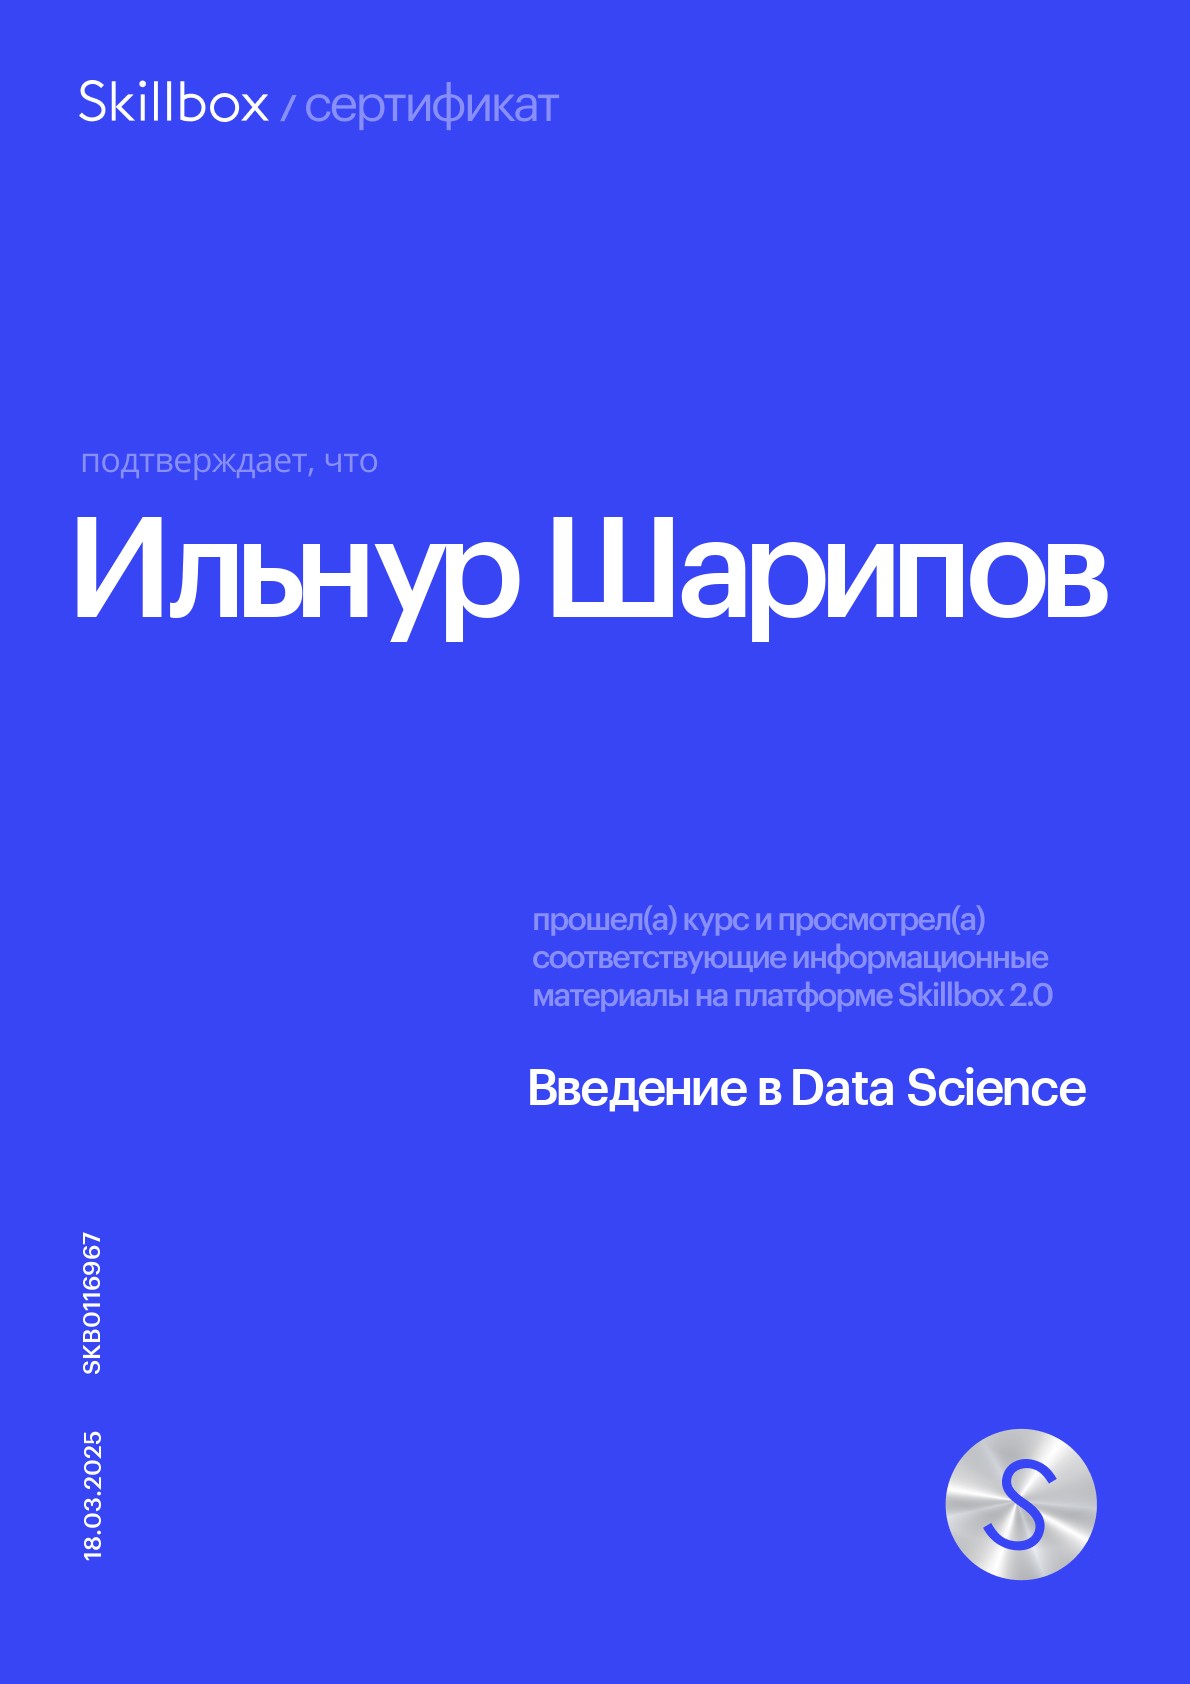 Skillbox / сертификат
подтверждает, что
Ильнур Шарипов
прошел(а) курс и просмотрел(а)
соответствующие информационные
материалы на платформе Skillbox 2.0
Введение в Data Science
SKB0116967
18.03.2025
S